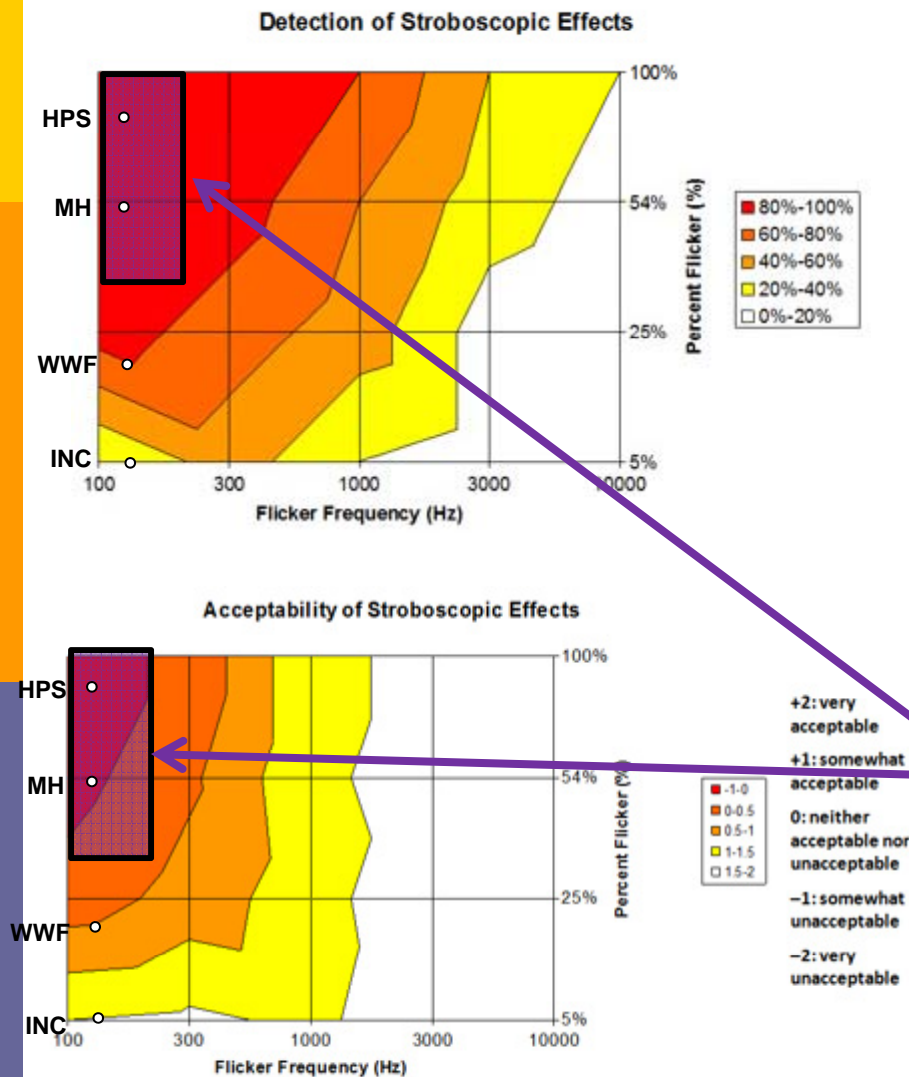 Detection of Stroboscopic Effects
HPS
MH
WWF
INC
100%
54%
25%
5%
Percent Flicker (%)
100 300 1000 3000 10000
Flicker Frequency (Hz)
80%-100%
60%-80%
40%-60%
20%-40%
0%-20%
Acceptability of Stroboscopic Effects
HPS
MH
WWF
INC
100%
54%
25%
5%
Percent Flicker (%)
100 300 1000 3000 10000
Flicker Frequency (Hz)
-1-0
0-0.5
0.5-1
1-1.5
1.5-2
+2: very
acceptable
+1: somewhat
acceptable
0: neither
acceptable nor
unacceptable
–1: somewhat
unacceptable
–2: very
unacceptable